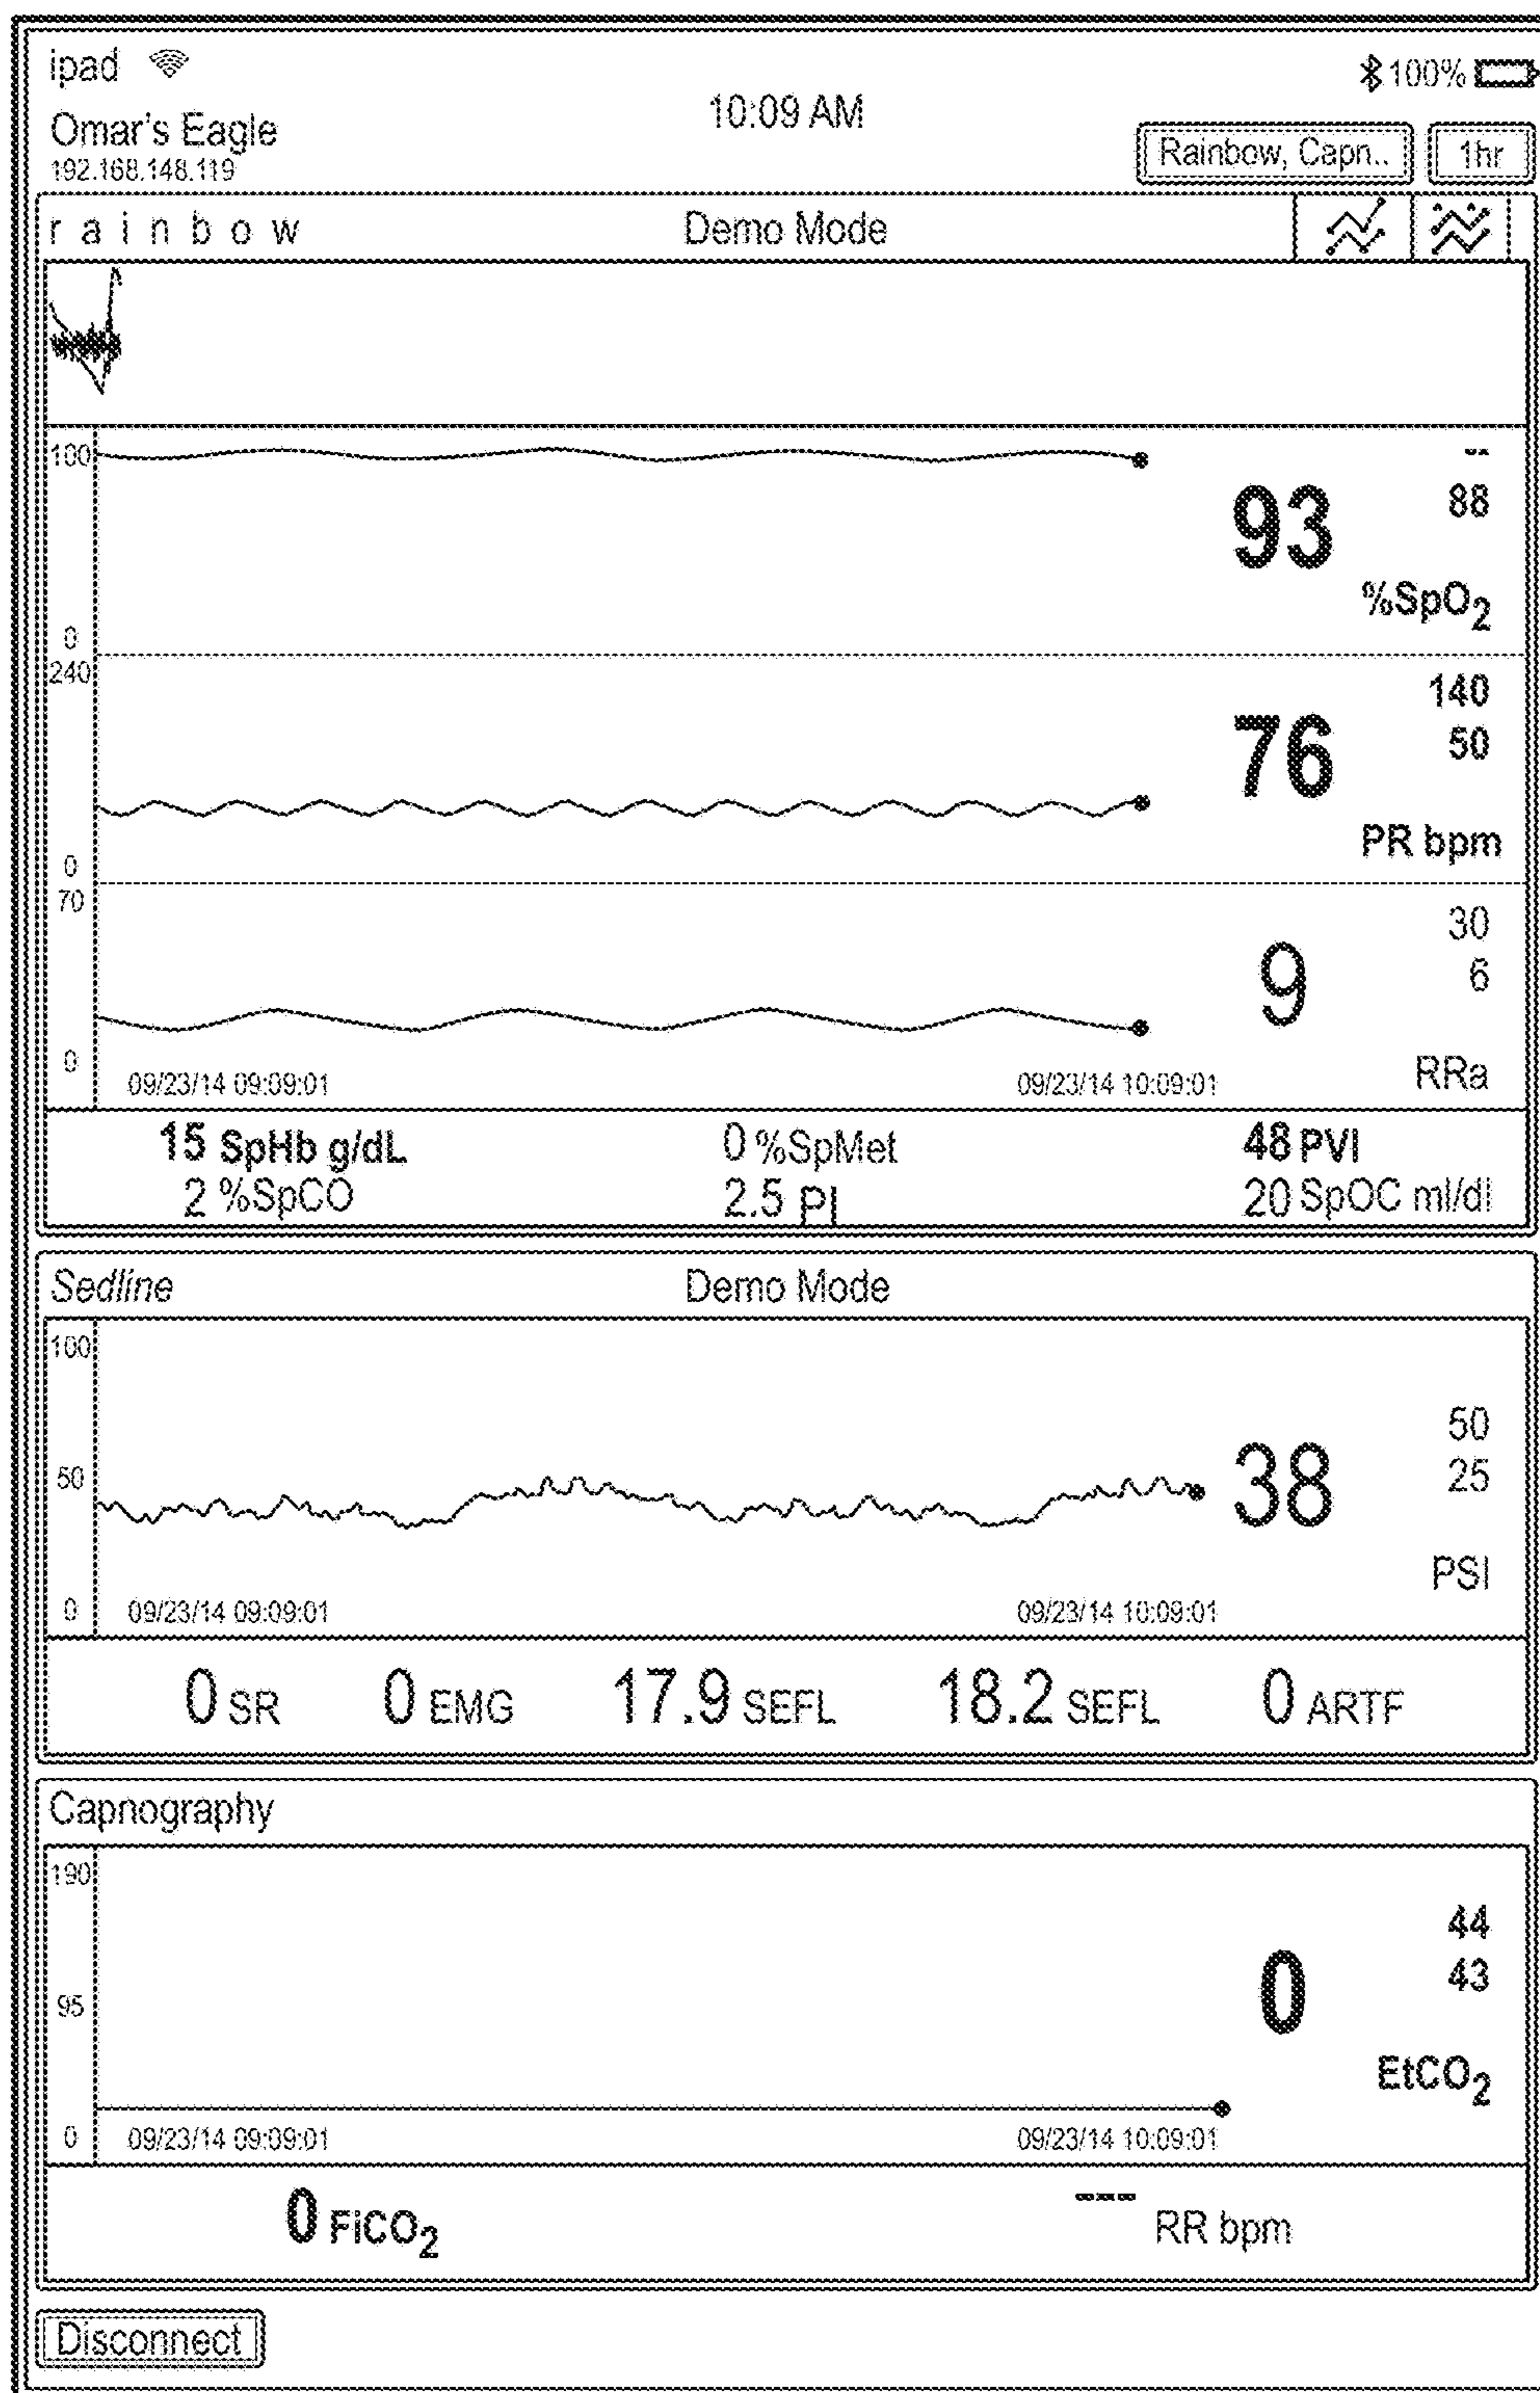 ipad 100%
10:09 AM
Omar's Eagle
192.168.148.119
Rainbow, Capn.. 1hr
rainbow Demo Mode
100 --
93 88
%SpO2
0
240 140
76 50
PR bpm
0
70 30
9 6
0 RRa
09/23/14 09:09:01 09/23/14 10:09:01
15 SpHb g/dL 0 %SpMet 48 PVI
2 %SpCO 2.5 PI 20 SpOC ml/dl
Sedline Demo Mode
100
50
50 38 25
PSI
0 09/23/14 09:09:01 09/23/14 10:09:01
0 SR 0 EMG 17.9 SEFL 18.2 SEFL 0 ARTF
Capnography
190
44
95 0 43
EtCO2
0 09/23/14 09:09:01 09/23/14 10:09:01
0 FiCO2 --- RR bpm
Disconnect